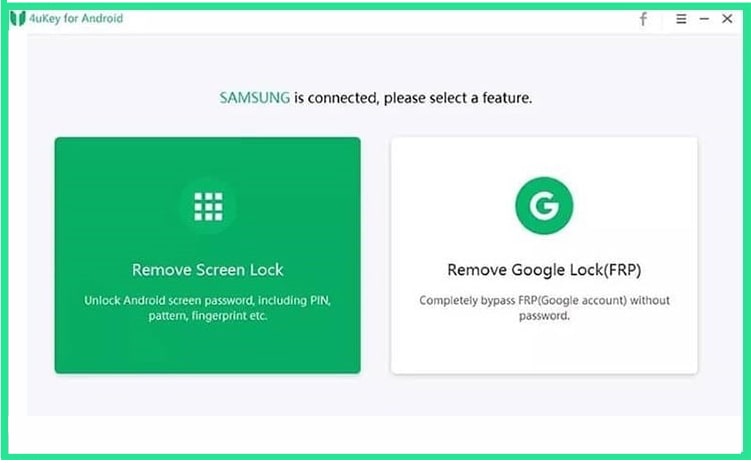 4uKey for Android
SAMSUNG is connected, please select a feature.
Remove Screen Lock
Unlock Android screen password, including PIN,
pattern, fingerprint etc.
Remove Google Lock(FRP)
Completely bypass FRP(Google account) without
password.